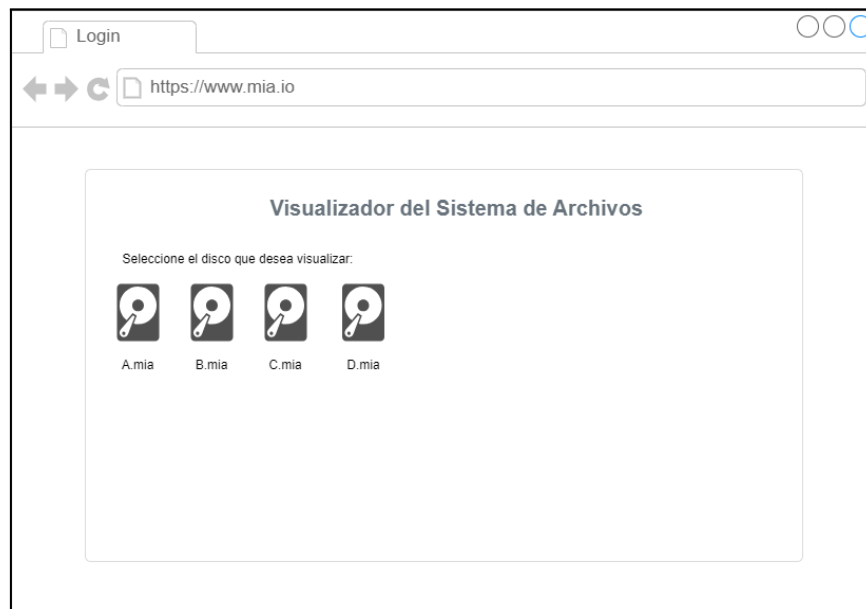 Login
https://www.mia.io
Visualizador del Sistema de Archivos
Seleccione el disco que desea visualizar:
A.mia B.mia C.mia D.mia